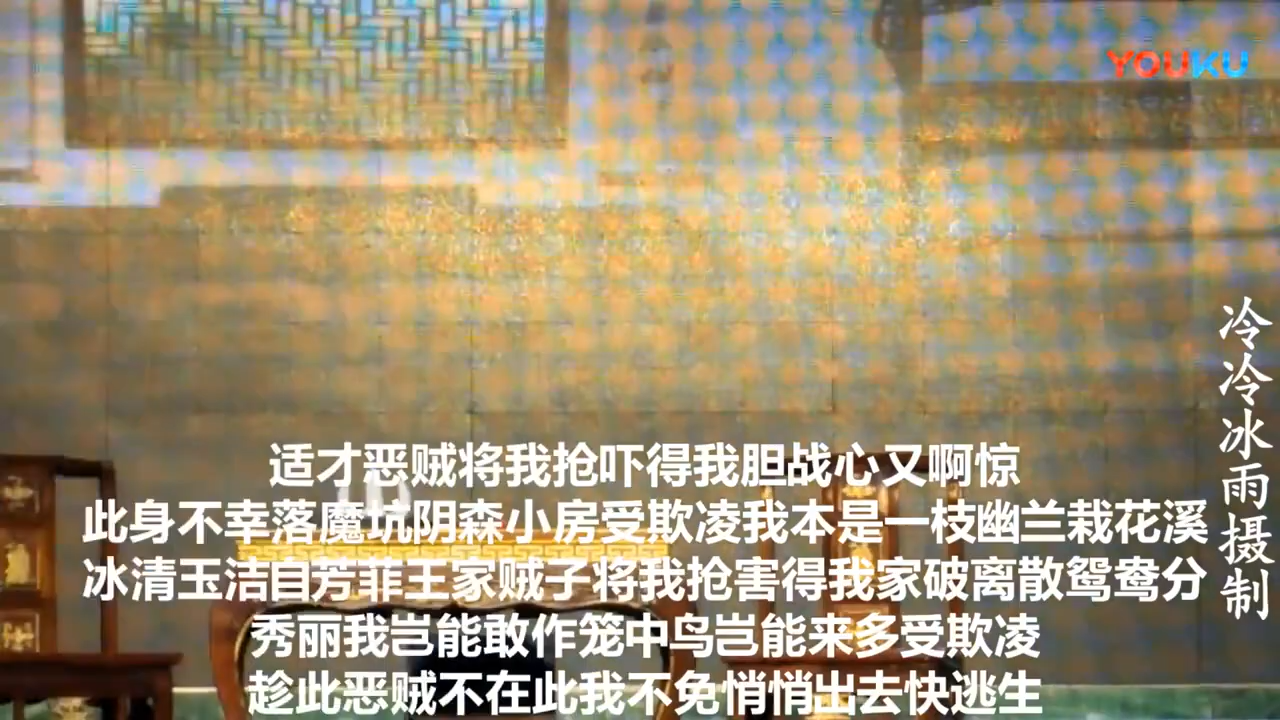 YOUKU
冷冷冰雨摄制
适才恶贼将我抢吓得我胆战心又啊惊
此身不幸落魔坑阴森小房受欺凌我本是一枝幽兰栽花溪
冰清玉洁自芳菲王家贼子将我抢害得我家破离散鸳鸯分
秀丽我岂能敢作笼中鸟岂能来多受欺凌
趁此恶贼不在此我不免悄悄出去快逃生